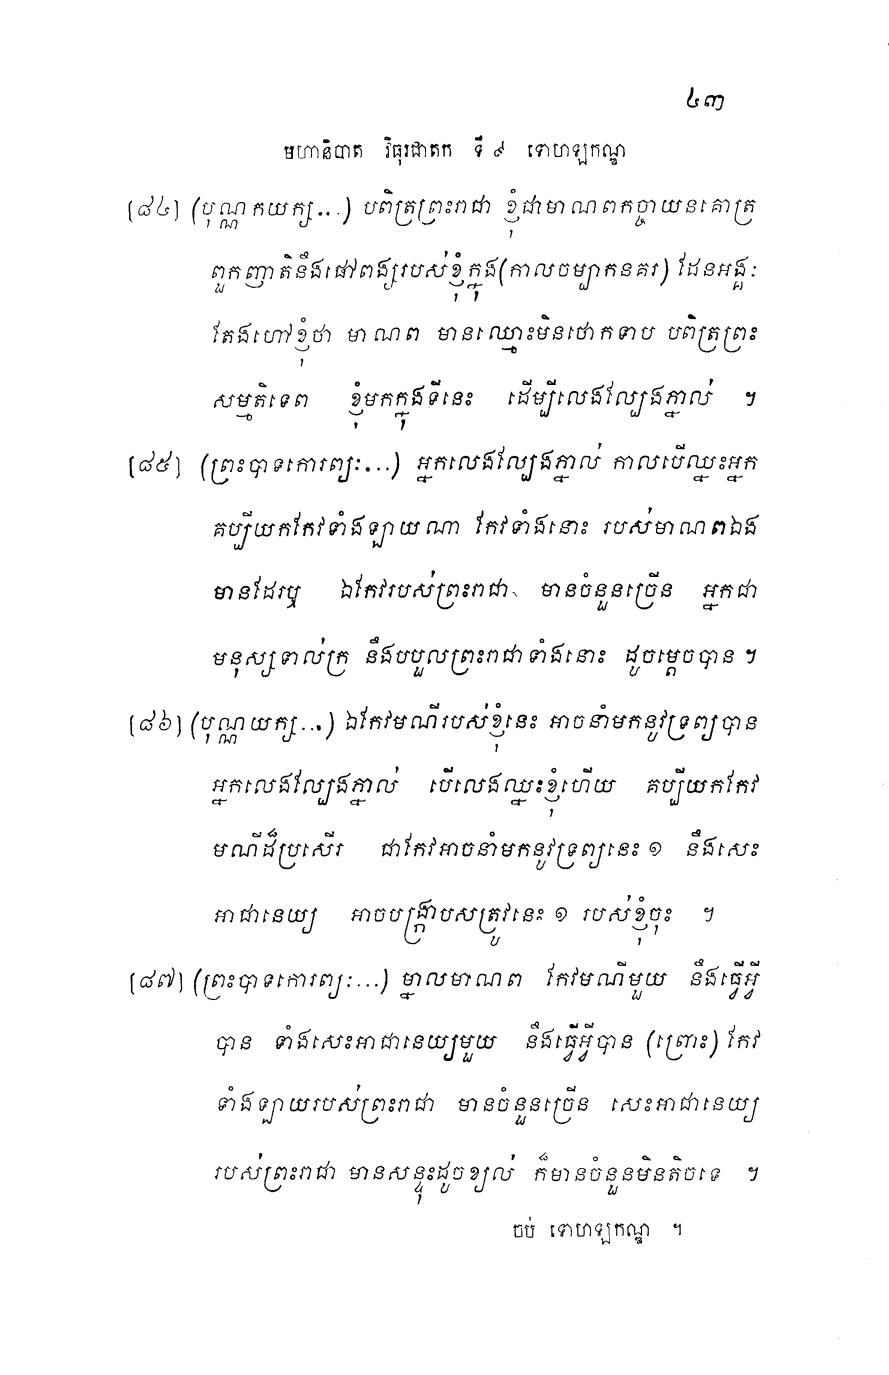 ៤៣
មហានិបាត វិធុរជាតក ទី ៩ ទោហឡកណ្ឌ
[៨៤] (បុណ្ណកយក្ស...) បពិត្រព្រះរាជា ខ្ញុំជាមាណពកច្ចាយនគោត្រ
ពួកញាតិនឹងផៅពង្សរបស់ខ្ញុំក្នុង(កាលចម្បាកនគរ) ដែនអង្គៈ
តែងហៅខ្ញុំថា មាណព មានឈ្មោះមិនថោកទាប បពិត្រព្រះ
សម្មតិទេព ខ្ញុំមកក្នុងទីនេះ ដើម្បីលេងល្បែងភ្នាល់ ។
[៨៥] (ព្រះបាទកោរព្យៈ...) អ្នកលេងល្បែងភ្នាល់ កាលបើឈ្នះអ្នក
គប្បីយកកែវទាំងឡាយណា កែវទាំងនោះ របស់មាណពឯង
មានដែរឬ ឯកែវរបស់ព្រះរាជា មានចំនួនច្រើន អ្នកជា
មនុស្សទាល់ក្រ នឹងបបួលព្រះរាជាទាំងនោះ ដូចម្តេចបាន ។
[៨៦] (បុណ្ណយក្ស...) ឯកែវមណីរបស់ខ្ញុំនេះ អាចនាំមកនូវទ្រព្យបាន
អ្នកលេងល្បែងភ្នាល់ បើលេងឈ្នះខ្ញុំហើយ គប្បីយកកែវ
មណីដ៏ប្រសើរ ជាកែវអាចនាំមកនូវទ្រព្យនេះ ១ នឹងសេះ
អាជានេយ្យ អាចបង្ក្រាបសត្រូវនេះ ១ របស់ខ្ញុំចុះ ។
[៨៧] (ព្រះបាទកោរព្យៈ...) ម្នាលមាណព កែវមណីមួយ នឹងធ្វើអ្វី
បាន ទាំងសេះអាជានេយ្យមួយ នឹងធ្វើអ្វីបាន (ព្រោះ) កែវ
ទាំងឡាយរបស់ព្រះរាជា មានចំនួនច្រើន សេះអាជានេយ្យ
របស់ព្រះរាជា មានសន្ទុះដូចខ្យល់ ក៏មានចំនួនមិនតិចទេ ។
ចប់ ទោហឡកណ្ឌ ។